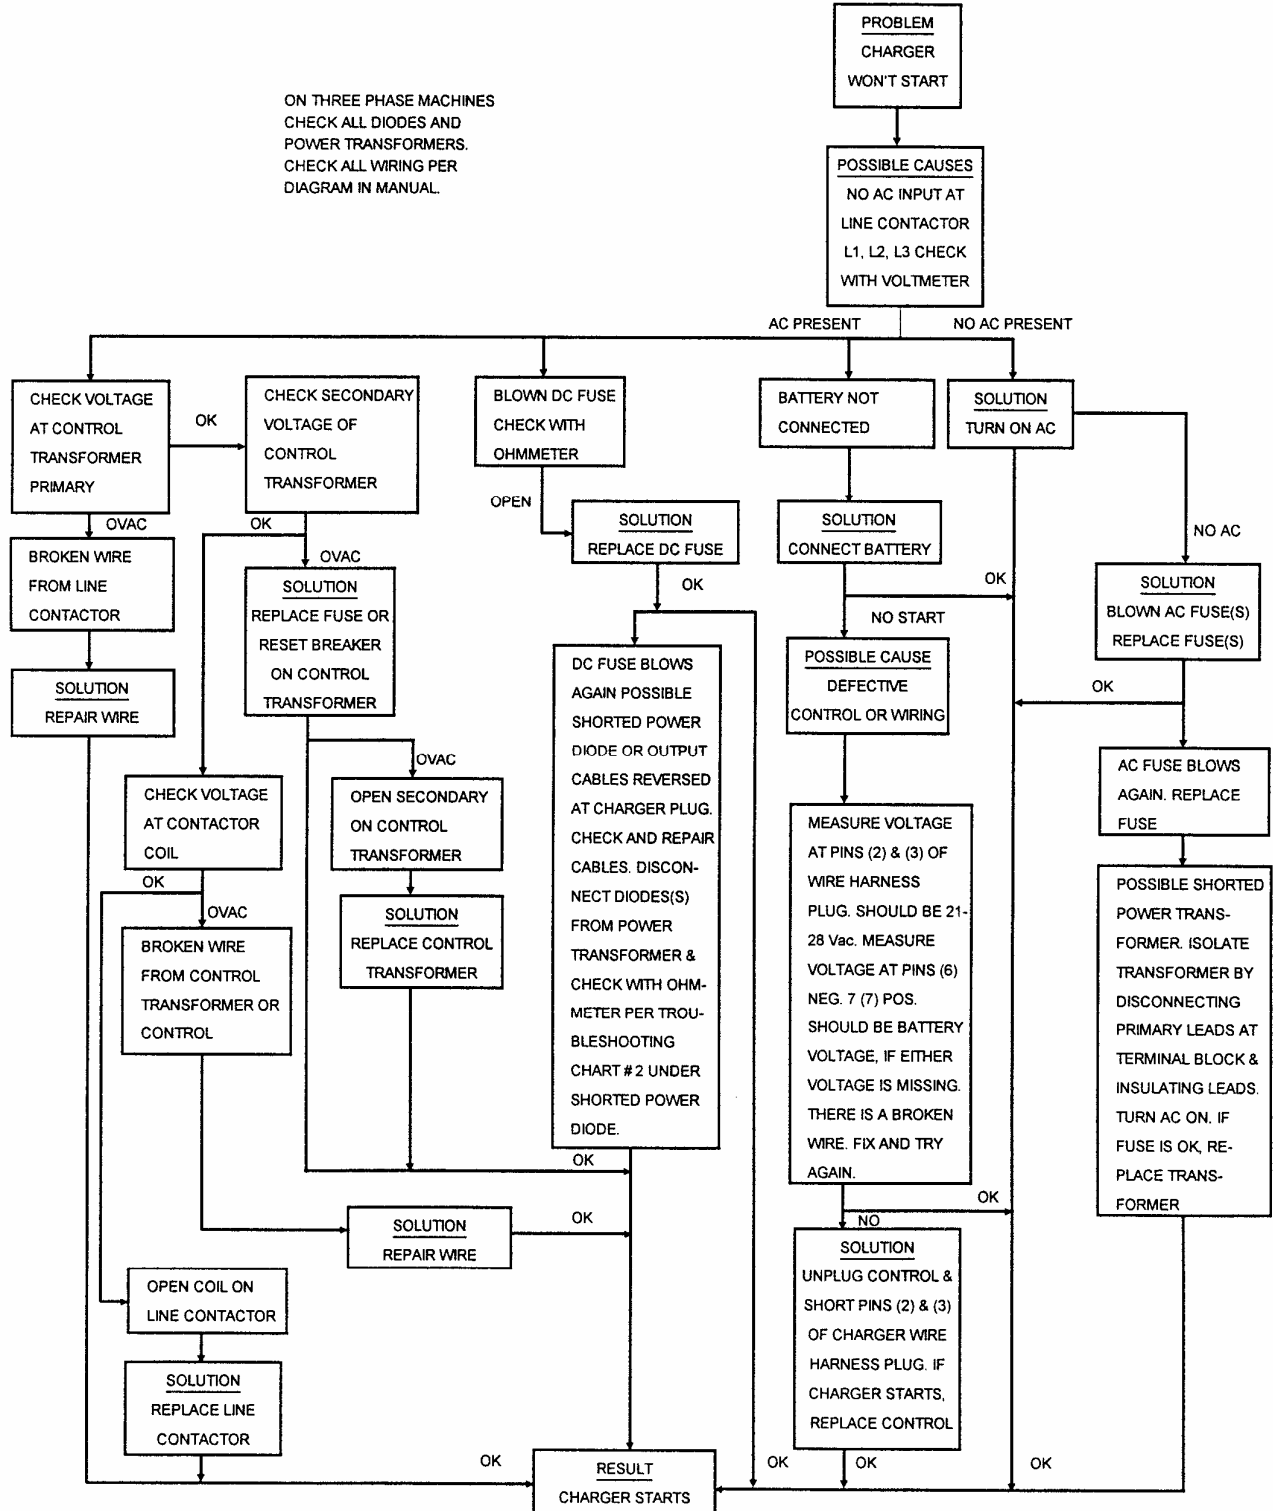 PROBLEM
CHARGER
WON'T START
ON THREE PHASE MACHINES
CHECK ALL DIODES AND
POWER TRANSFORMERS.
CHECK ALL WIRING PER
DIAGRAM IN MANUAL.
POSSIBLE CAUSES
NO AC INPUT AT
LINE CONTACTOR
L1, L2, L3 CHECK
WITH VOLTMETER
AC PRESENT
NO AC PRESENT
CHECK VOLTAGE
AT CONTROL
TRANSFORMER
PRIMARY
OK
CHECK SECONDARY
VOLTAGE OF
CONTROL
TRANSFORMER
BLOWN DC FUSE
CHECK WITH
OHMMETER
BATTERY NOT
CONNECTED
SOLUTION
TURN ON AC
OVAC
OK
OVAC
OPEN
NO AC
BROKEN WIRE
FROM LINE
CONTACTOR
SOLUTION
REPLACE FUSE OR
RESET BREAKER
ON CONTROL
TRANSFORMER
SOLUTION
REPLACE DC FUSE
OK
SOLUTION
CONNECT BATTERY
OK
NO START
SOLUTION
BLOWN AC FUSE(S)
REPLACE FUSE(S)
OK
SOLUTION
REPAIR WIRE
DC FUSE BLOWS
AGAIN POSSIBLE
SHORTED POWER
DIODE OR OUTPUT
CABLES REVERSED
AT CHARGER PLUG.
CHECK AND REPAIR
CABLES. DISCON-
NECT DIODES(S)
FROM POWER
TRANSFORMER &
CHECK WITH OHM-
METER PER TROU-
BLESHOOTING
CHART # 2 UNDER
SHORTED POWER
DIODE.
POSSIBLE CAUSE
DEFECTIVE
CONTROL OR WIRING
AC FUSE BLOWS
AGAIN. REPLACE
FUSE
OVAC
CHECK VOLTAGE
AT CONTACTOR
COIL
OPEN SECONDARY
ON CONTROL
TRANSFORMER
MEASURE VOLTAGE
AT PINS (2) & (3) OF
WIRE HARNESS
PLUG. SHOULD BE 21-
28 Vac. MEASURE
VOLTAGE AT PINS (6)
NEG. 7 (7) POS.
SHOULD BE BATTERY
VOLTAGE, IF EITHER
VOLTAGE IS MISSING.
THERE IS A BROKEN
WIRE. FIX AND TRY
AGAIN.
POSSIBLE SHORTED
POWER TRANS-
FORMER. ISOLATE
TRANSFORMER BY
DISCONNECTING
PRIMARY LEADS AT
TERMINAL BLOCK &
INSULATING LEADS.
TURN AC ON. IF
FUSE IS OK, RE-
PLACE TRANS-
FORMER
OK
OVAC
BROKEN WIRE
FROM CONTROL
TRANSFORMER OR
CONTROL
SOLUTION
REPLACE CONTROL
TRANSFORMER
OK
OK
NO
SOLUTION
REPAIR WIRE
OK
SOLUTION
UNPLUG CONTROL &
SHORT PINS (2) & (3)
OF CHARGER WIRE
HARNESS PLUG. IF
CHARGER STARTS,
REPLACE CONTROL
OPEN COIL ON
LINE CONTACTOR
SOLUTION
REPLACE LINE
CONTACTOR
OK
RESULT
CHARGER STARTS
OK
OK
OK